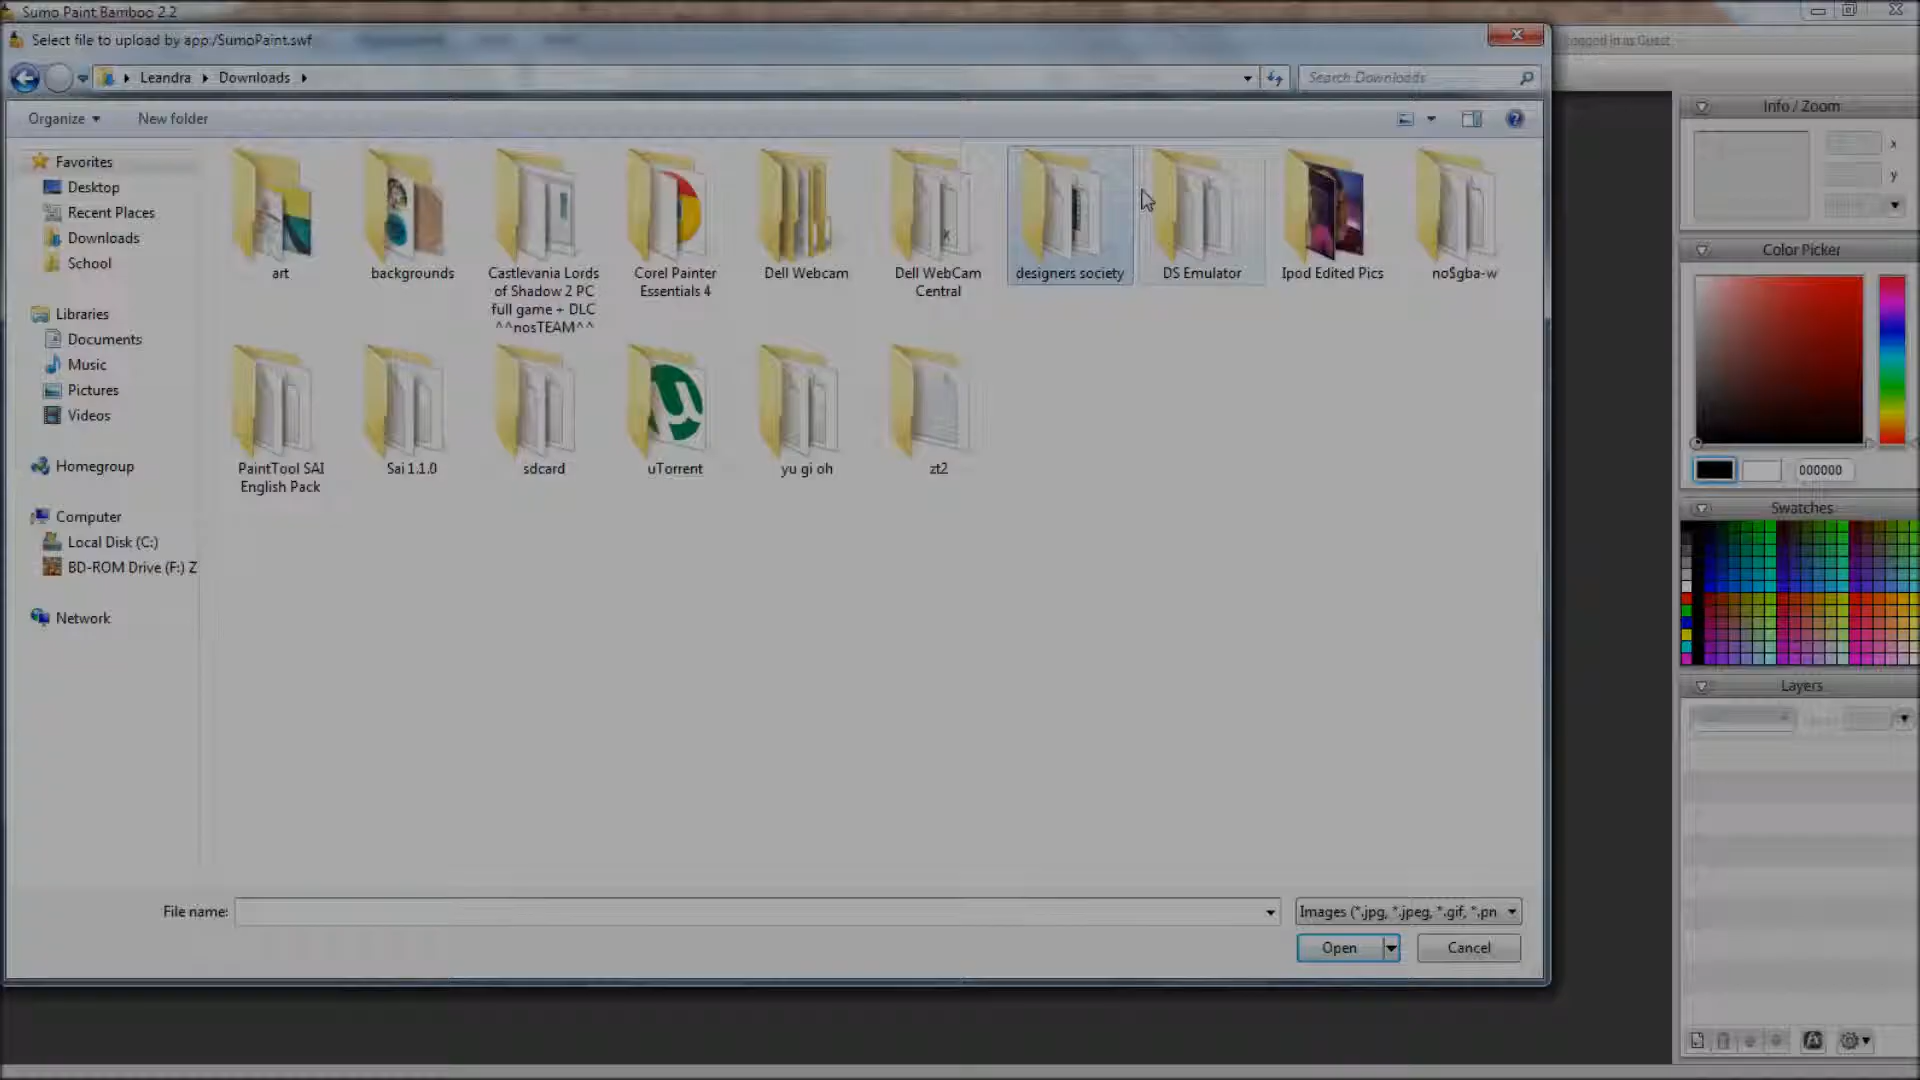 Sumo Paint Bamboo 2.2
Select file to upload by app:/SumoPaint.swf
Logged in as Guest
Leandra Downloads
Search Downloads
Organize New folder
Info / Zoom
x
y
Favorites
Desktop
Recent Places
Downloads
School
Libraries
Documents
Music
Pictures
Videos
Homegroup
Computer
Local Disk (C:)
BD-ROM Drive (F:) Z
Network
art
backgrounds
Castlevania Lords
of Shadow 2 PC
full game + DLC
^^nosTEAM^^
Corel Painter
Essentials 4
Dell Webcam
Dell WebCam
Central
designers society
DS Emulator
Ipod Edited Pics
no$gba-w
PaintTool SAI
English Pack
Sai 1.1.0
sdcard
uTorrent
yu gi oh
zt2
Color Picker
000000
Swatches
Layers
File name:
Images (*.jpg, *.jpeg, *.gif, *.pn
Open
Cancel